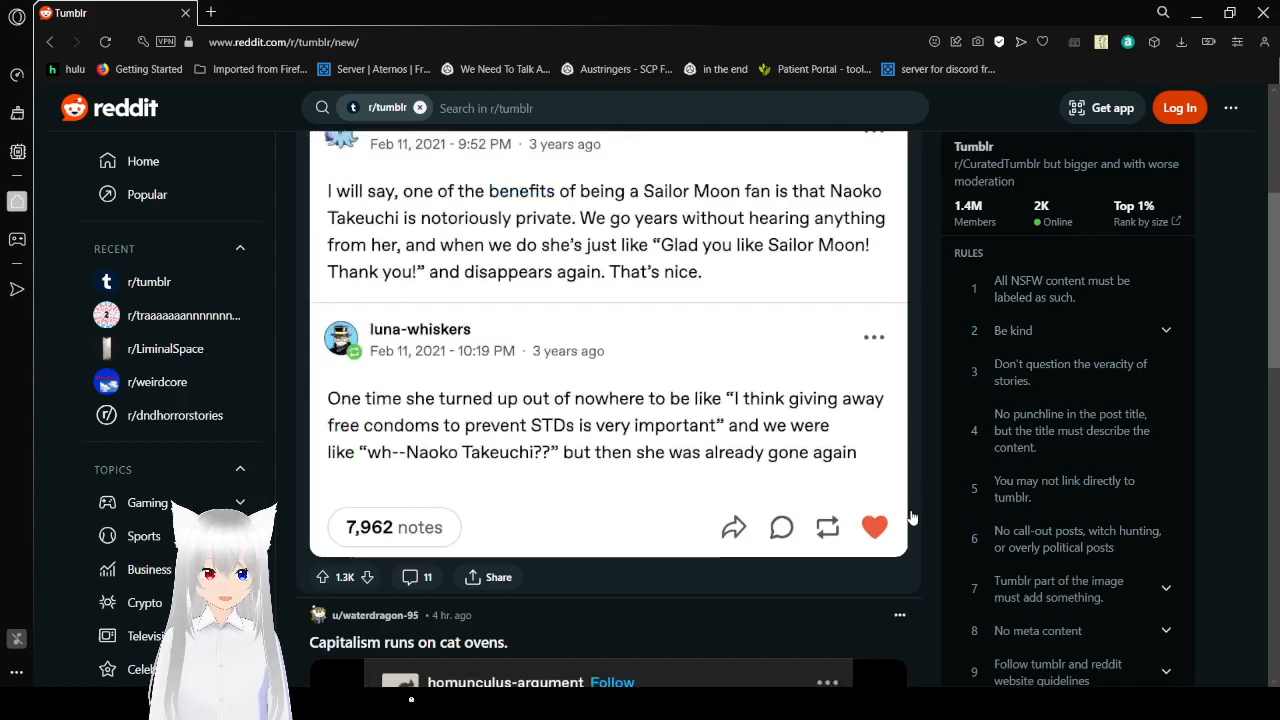 Tumblr
VPN
www.reddit.com/r/tumblr/new/
hulu
Getting Started
Imported from Firef...
Server | Aternos | Fr...
We Need To Talk A...
Austringers - SCP F...
in the end
Patient Portal - tool...
server for discord fr...
reddit
r/tumblr
Search in r/tumblr
Get app
Log In
Home
Popular
RECENT
r/tumblr
r/traaaaaaannnnnnn...
r/LiminalSpace
r/weirdcore
r/dndhorrorstories
TOPICS
Gaming
Sports
Business
Crypto
Televisi
Celeb
Feb 11, 2021 - 9:52 PM · 3 years ago
I will say, one of the benefits of being a Sailor Moon fan is that Naoko
Takeuchi is notoriously private. We go years without hearing anything
from her, and when we do she's just like “Glad you like Sailor Moon!
Thank you!” and disappears again. That's nice.
luna-whiskers
Feb 11, 2021 - 10:19 PM · 3 years ago
One time she turned up out of nowhere to be like “I think giving away
free condoms to prevent STDs is very important” and we were
like “wh--Naoko Takeuchi??” but then she was already gone again
7,962 notes
1.3K
11
Share
u/waterdragon-95 • 4 hr. ago
Capitalism runs on cat ovens.
homunculus-argument Follow
Tumblr
r/CuratedTumblr but bigger and with worse
moderation
1.4M
2K
Top 1%
Members
Online
Rank by size
RULES
1 All NSFW content must be
labeled as such.
2 Be kind
3 Don't question the veracity of
stories.
4 No punchline in the post title,
but the title must describe the
content.
5 You may not link directly to
tumblr.
6 No call-out posts, witch hunting,
or overly political posts
7 Tumblr part of the image
must add something.
8 No meta content
9 Follow tumblr and reddit
website guidelines